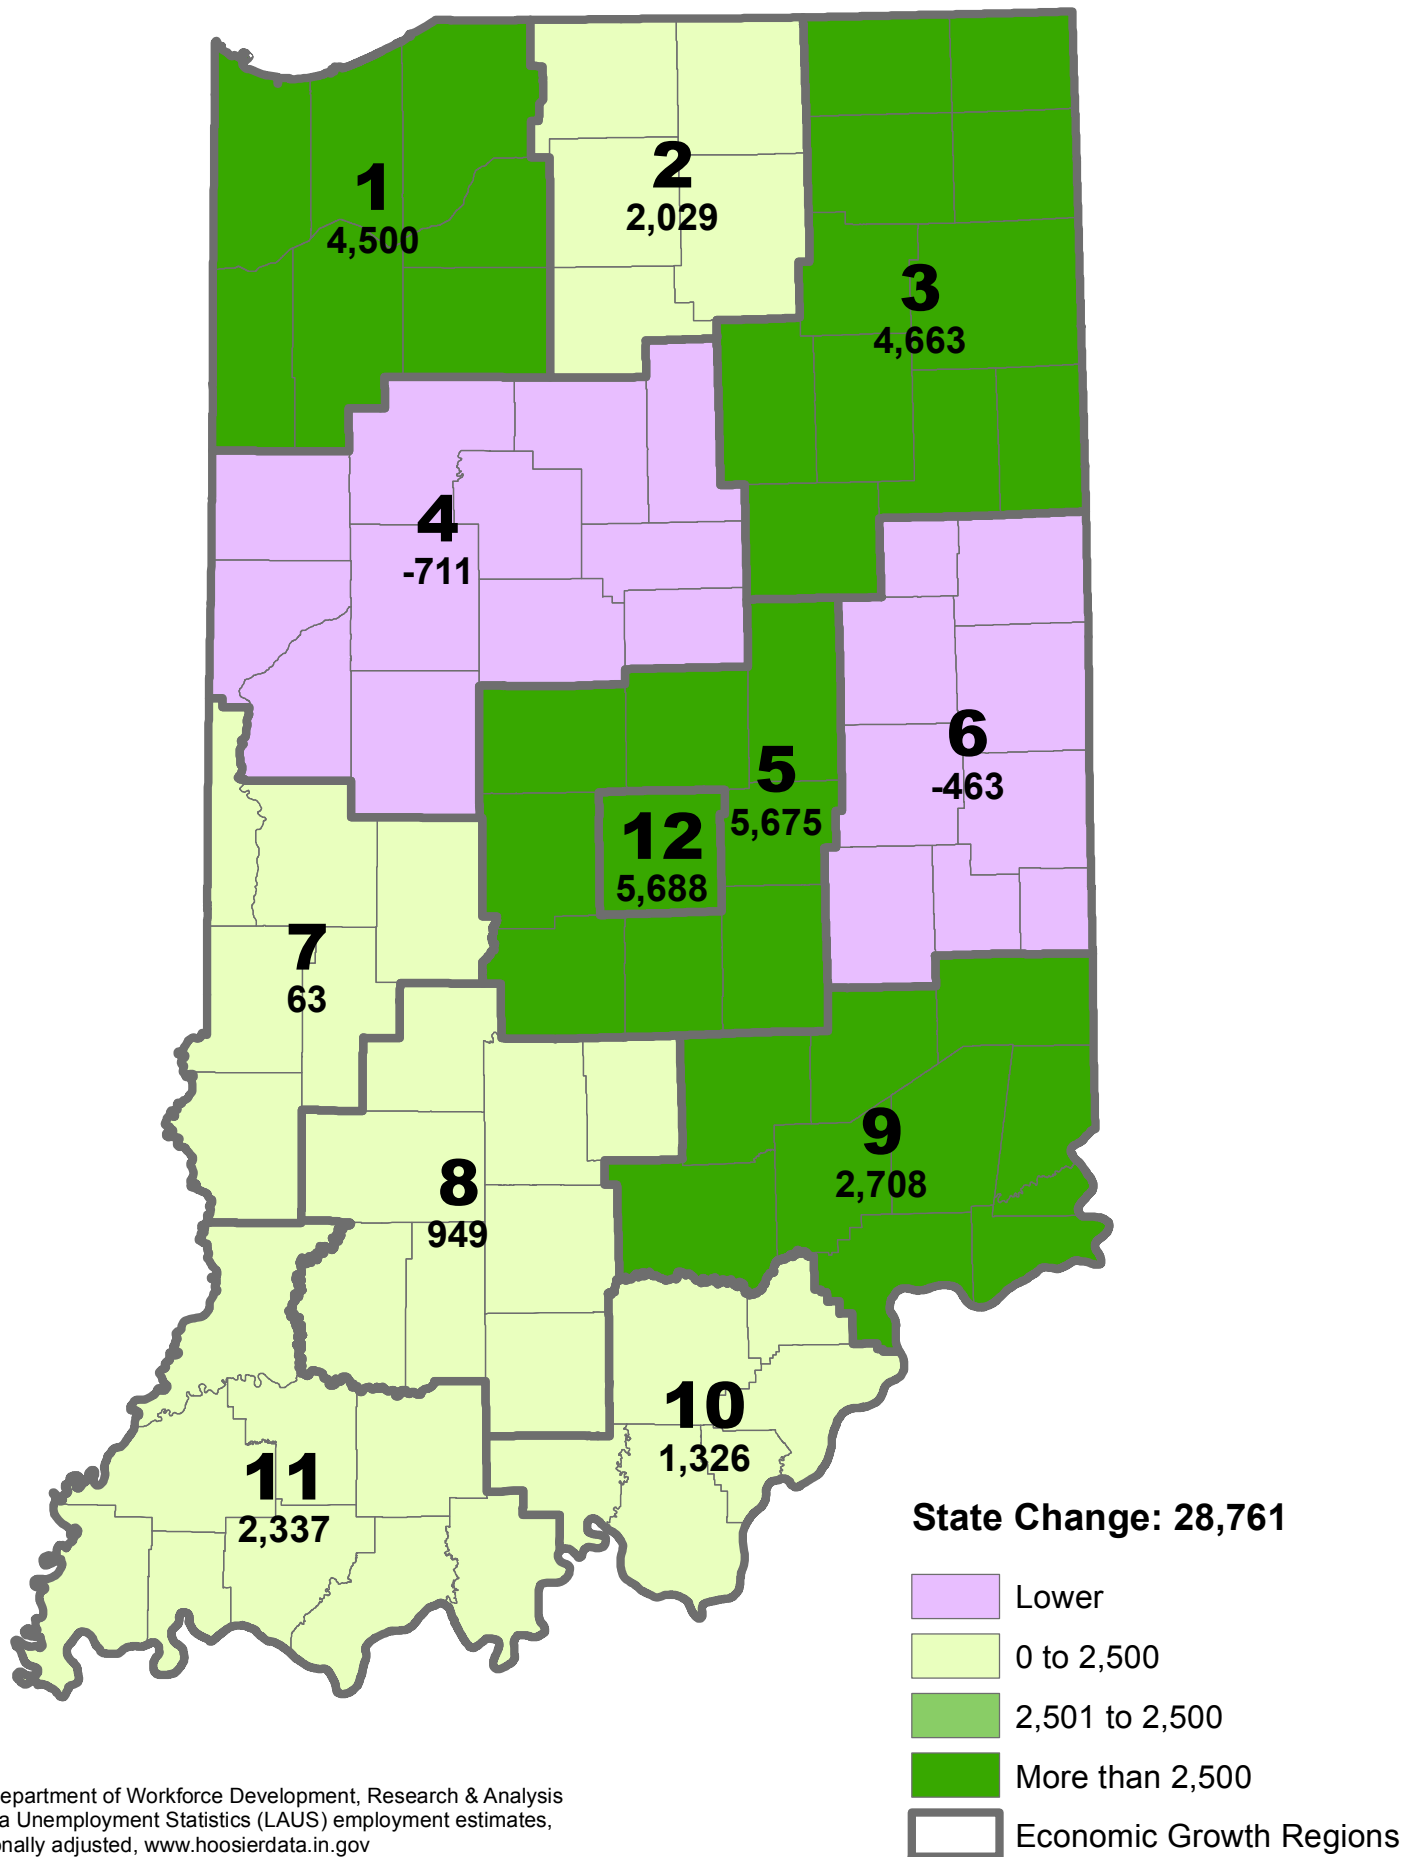 1
4,500
2
2,029
3
4,663
4
-711
5
5,675
6
-463
12
5,688
7
63
8
949
9
2,708
10
1,326
11
2,337
State Change: 28,761
Lower
0 to 2,500
2,501 to 2,500
More than 2,500
Economic Growth Regions
epartment of Workforce Development, Research & Analysis
a Unemployment Statistics (LAUS) employment estimates,
onally adjusted, www.hoosierdata.in.gov